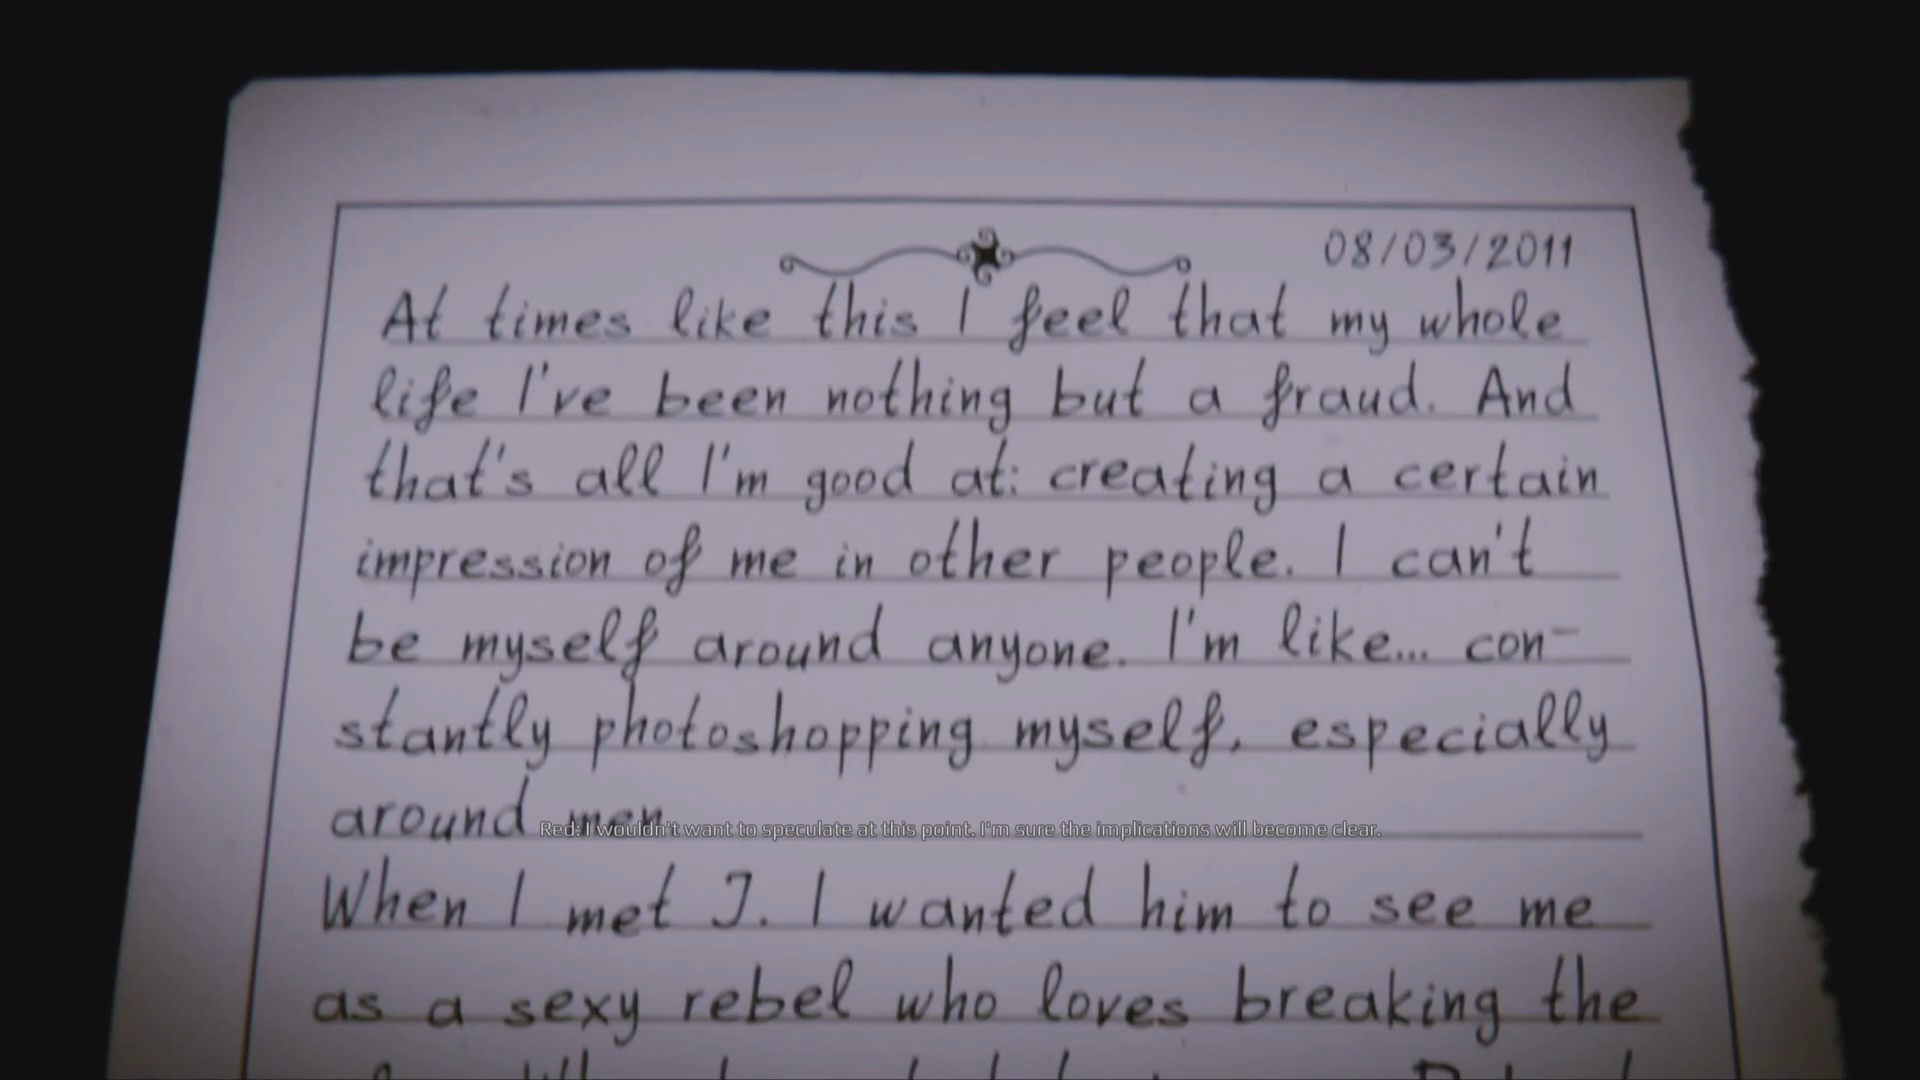 08/03/2011
At times like this I feel that my whole
life I've been nothing but a fraud. And
that's all I'm good at: creating a certain
impression of me in other people. I can't
be myself around anyone. I'm like... con-
stantly photoshopping myself, especially
around men
Red: I wouldn't want to speculate at this point. I'm sure the implications will become clear.
When I met J. I wanted him to see me
as a sexy rebel who loves breaking the